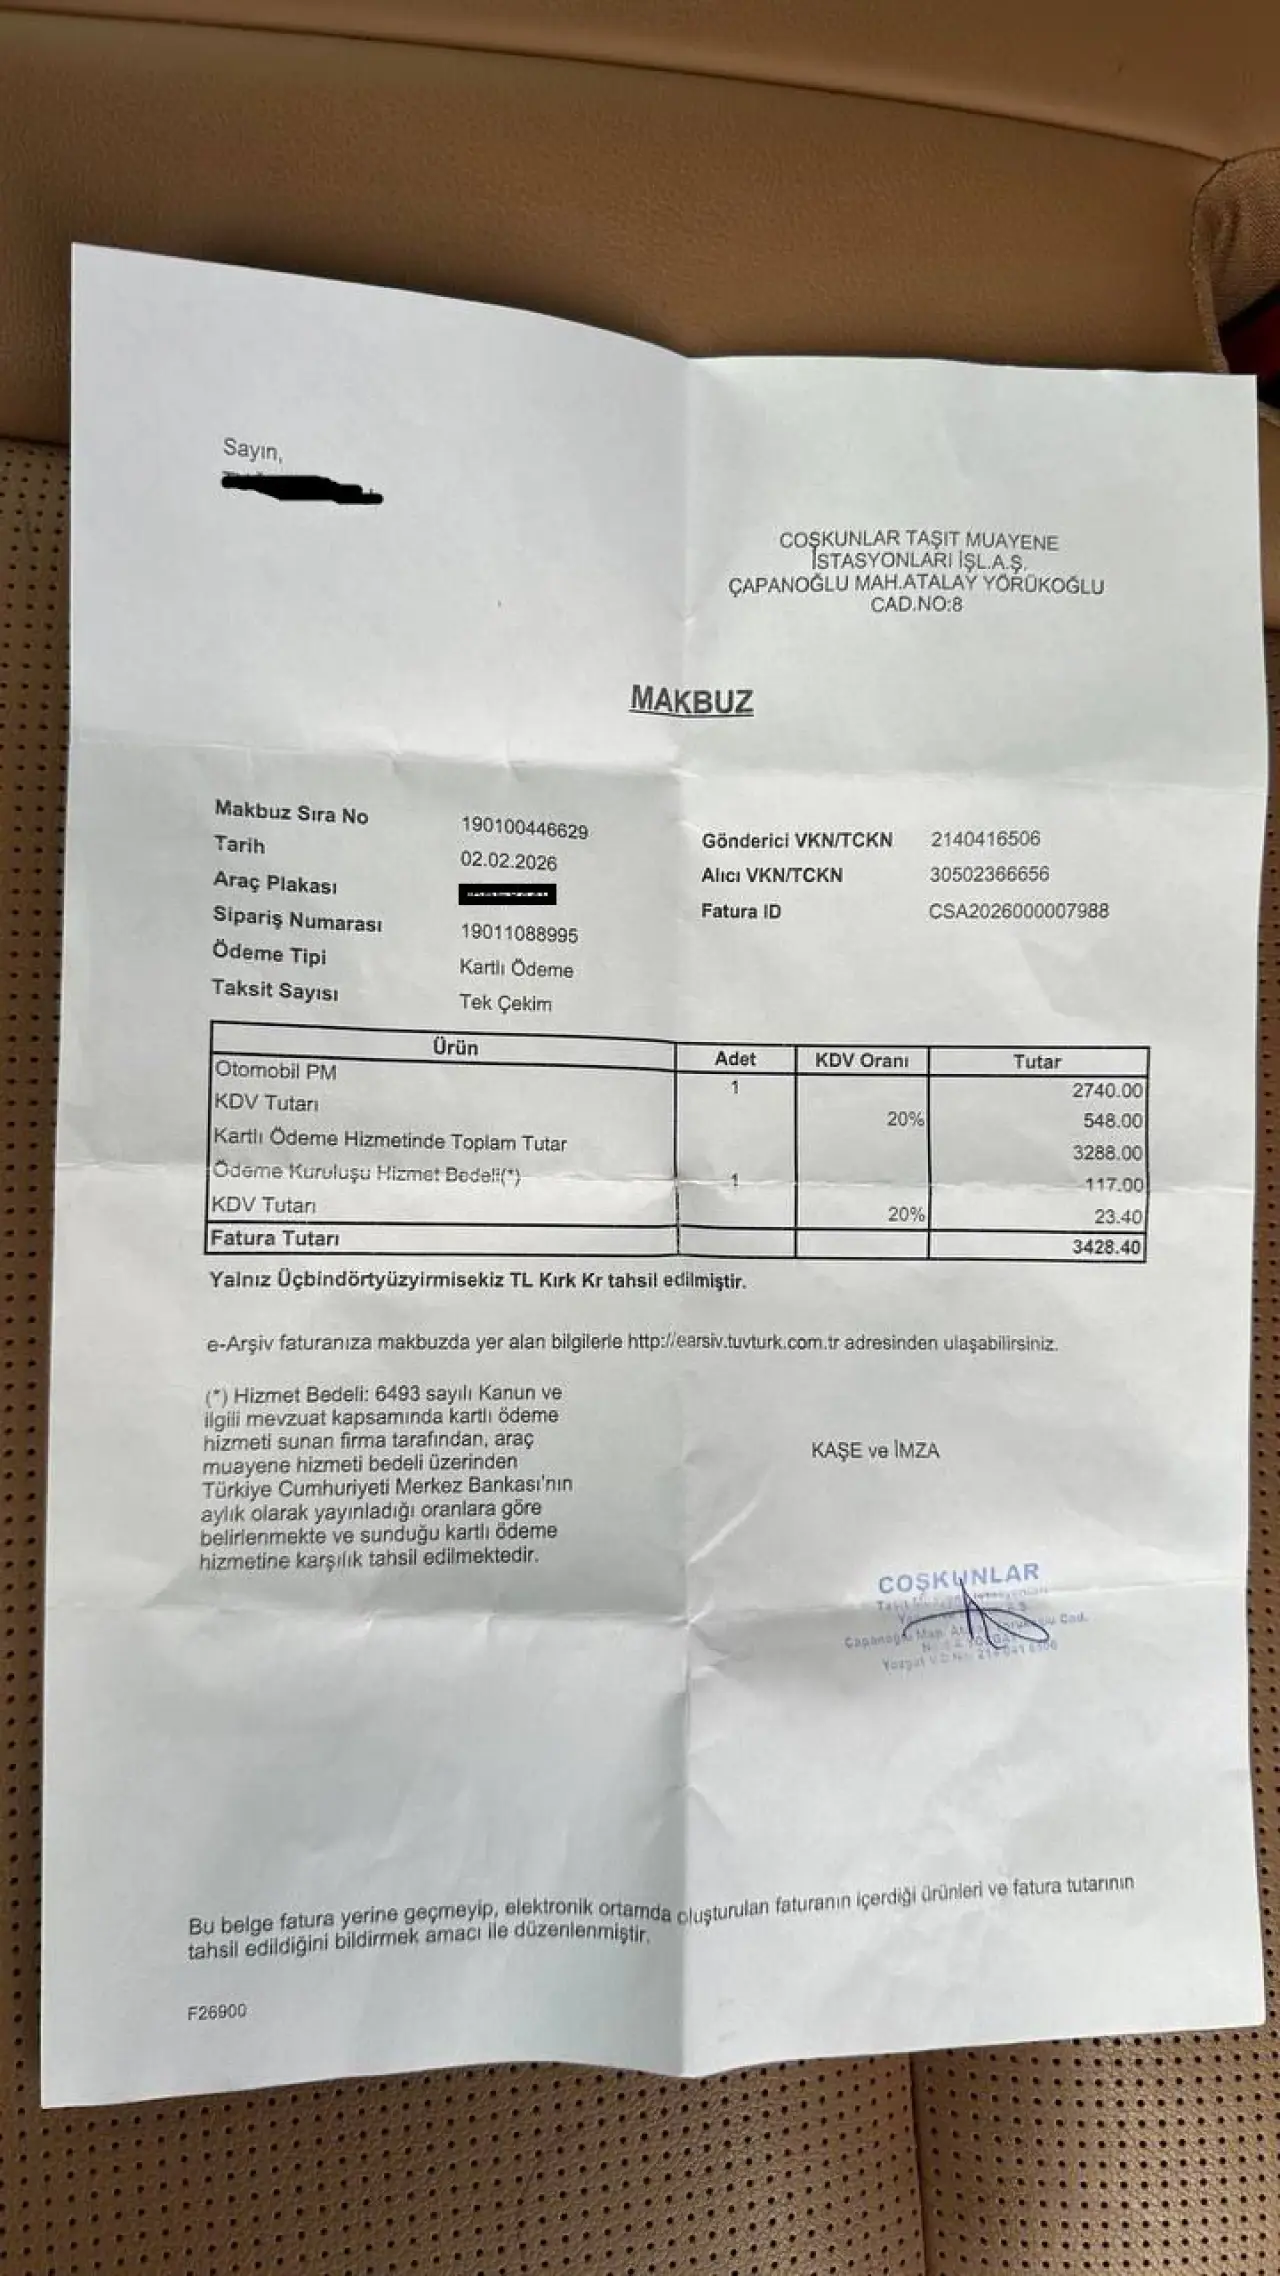 Sayın,
COŞKUNLAR TAŞIT MUAYENE
İSTASYONLARI İŞL.A.Ş.
ÇAPANOĞLU MAH.ATALAY YÖRÜKOĞLU
CAD.NO:8
MAKBUZ
Makbuz Sıra No 190100446629
Tarih 02.02.2026
Araç Plakası
Sipariş Numarası 19011088995
Ödeme Tipi Kartlı Ödeme
Taksit Sayısı Tek Çekim
Gönderici VKN/TCKN 2140416506
Alıcı VKN/TCKN 30502366656
Fatura ID CSA2026000007988
Ürün Adet KDV Oranı Tutar
Otomobil PM 1 2740.00
KDV Tutarı 20% 548.00
Kartlı Ödeme Hizmetinde Toplam Tutar 3288.00
Ödeme Kuruluşu Hizmet Bedeli(*) 1 117.00
KDV Tutarı 20% 23.40
Fatura Tutarı 3428.40
Yalnız Üçbindörtyüzyirmisekiz TL Kırk Kr tahsil edilmiştir.
e-Arşiv faturanıza makbuzda yer alan bilgilerle http://earsiv.tuvturk.com.tr adresinden ulaşabilirsiniz.
(*) Hizmet Bedeli: 6493 sayılı Kanun ve
ilgili mevzuat kapsamında kartlı ödeme
hizmeti sunan firma tarafından, araç
muayene hizmeti bedeli üzerinden
Türkiye Cumhuriyeti Merkez Bankası'nın
aylık olarak yayınladığı oranlara göre
belirlenmekte ve sunduğu kartlı ödeme
hizmetine karşılık tahsil edilmektedir.
KAŞE ve İMZA
COŞKUNLAR
Cad.
Yozgat V.D.
Bu belge fatura yerine geçmeyip, elektronik ortamda oluşturulan faturanın içerdiği ürünleri ve fatura tutarının
tahsil edildiğini bildirmek amacı ile düzenlenmiştir.
F26900